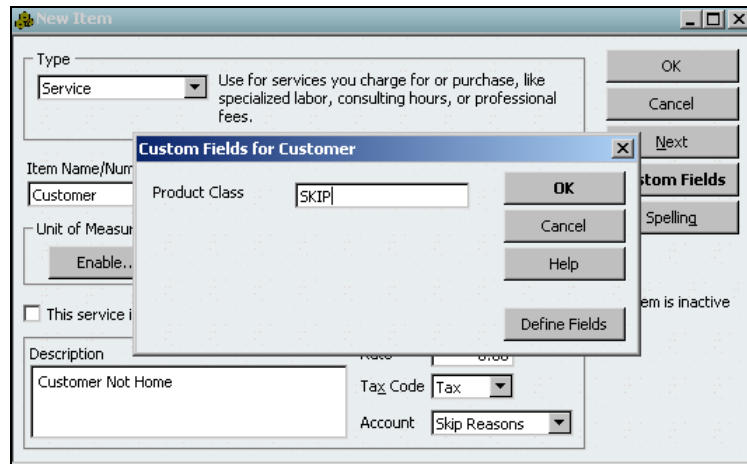 New Item
Type
Service
Use for services you charge for or purchase, like
specialized labor, consulting hours, or professional
fees.
OK
Cancel
Next
stom Fields
Spelling
Item Name/Num
Customer
Unit of Measur
Enable..
This service i
em is inactive
Custom Fields for Customer
Product Class
SKIP
OK
Cancel
Help
Define Fields
Description
Customer Not Home
Rate
0.00
Tax Code
Tax
Account
Skip Reasons